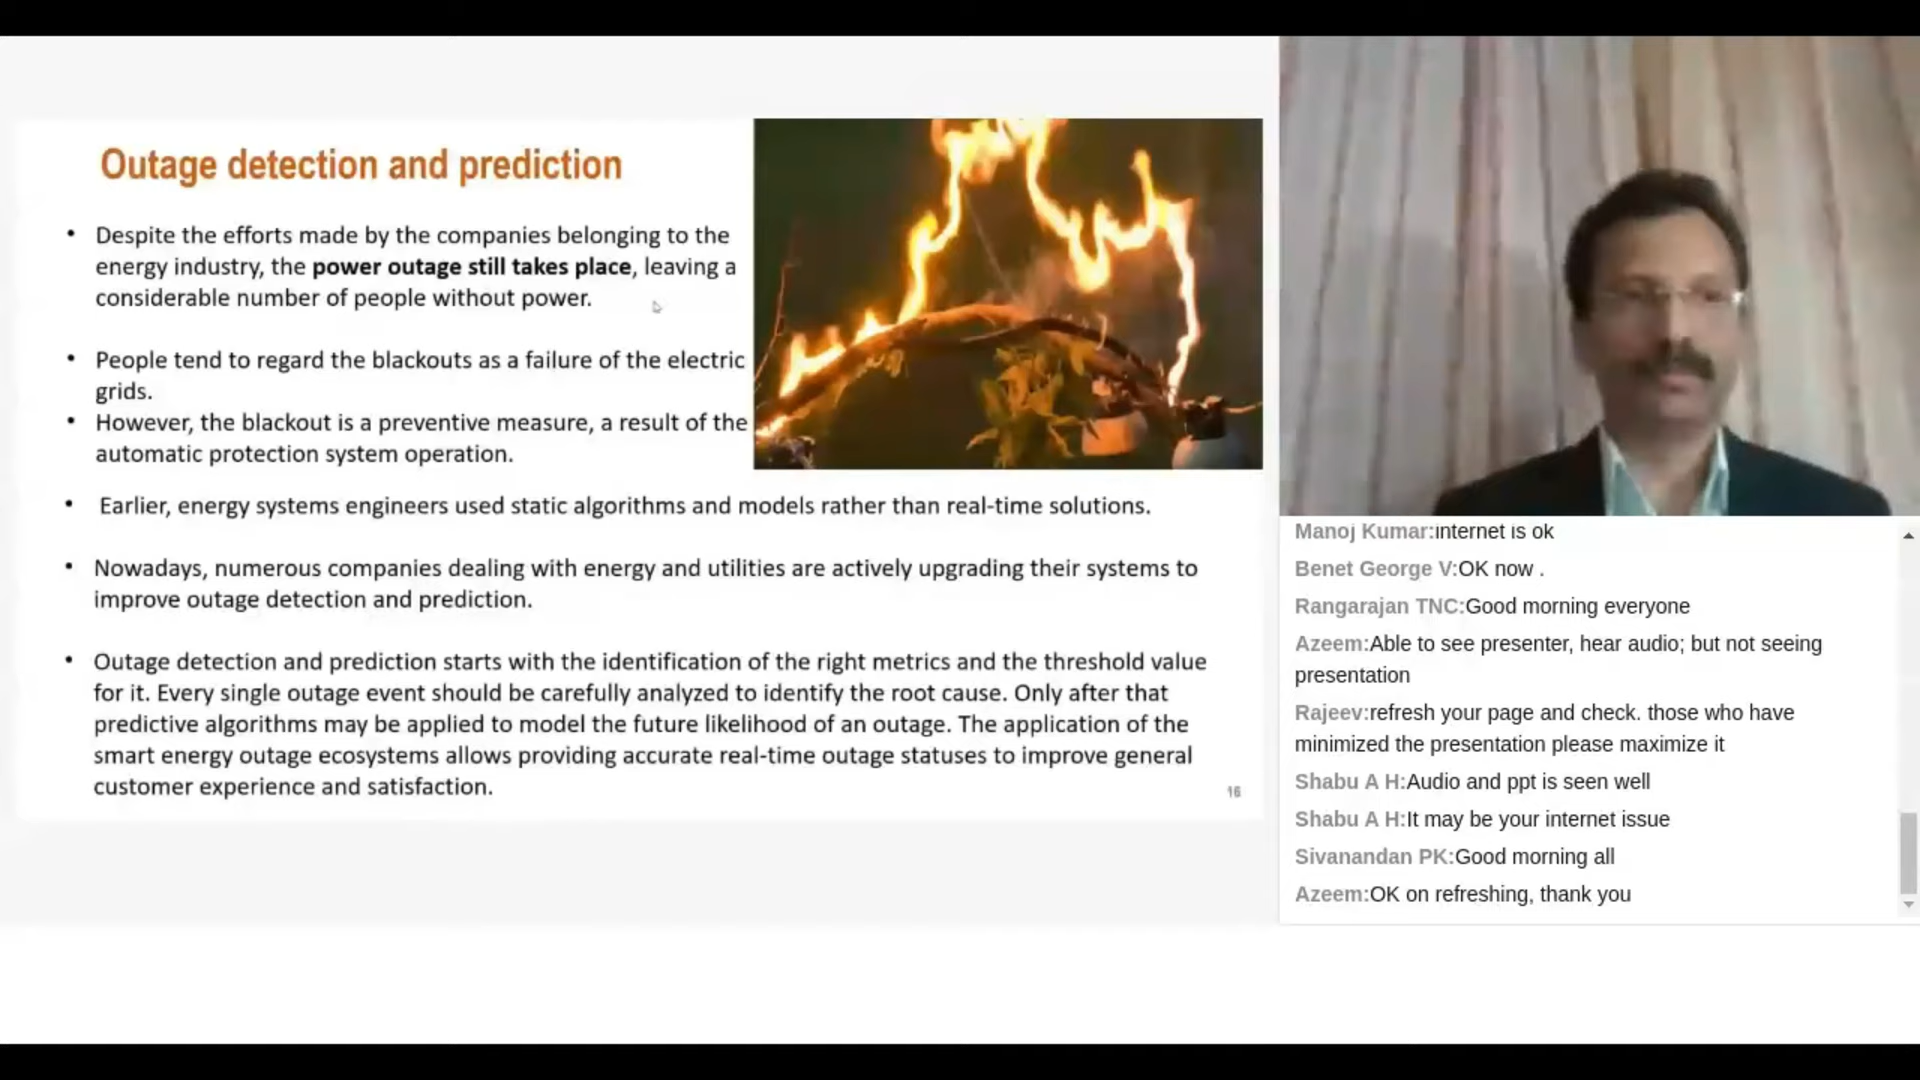 Outage detection and prediction
• Despite the efforts made by the companies belonging to the
energy industry, the power outage still takes place, leaving a
considerable number of people without power.
• People tend to regard the blackouts as a failure of the electric
grids.
• However, the blackout is a preventive measure, a result of the
automatic protection system operation.
• Earlier, energy systems engineers used static algorithms and models rather than real-time solutions.
• Nowadays, numerous companies dealing with energy and utilities are actively upgrading their systems to
improve outage detection and prediction.
• Outage detection and prediction starts with the identification of the right metrics and the threshold value
for it. Every single outage event should be carefully analyzed to identify the root cause. Only after that
predictive algorithms may be applied to model the future likelihood of an outage. The application of the
smart energy outage ecosystems allows providing accurate real-time outage statuses to improve general
customer experience and satisfaction.
16
Manoj Kumar:internet is ok
Benet George V:OK now .
Rangarajan TNC:Good morning everyone
Azeem:Able to see presenter, hear audio; but not seeing
presentation
Rajeev:refresh your page and check. those who have
minimized the presentation please maximize it
Shabu A H:Audio and ppt is seen well
Shabu A H:It may be your internet issue
Sivanandan PK:Good morning all
Azeem:OK on refreshing, thank you